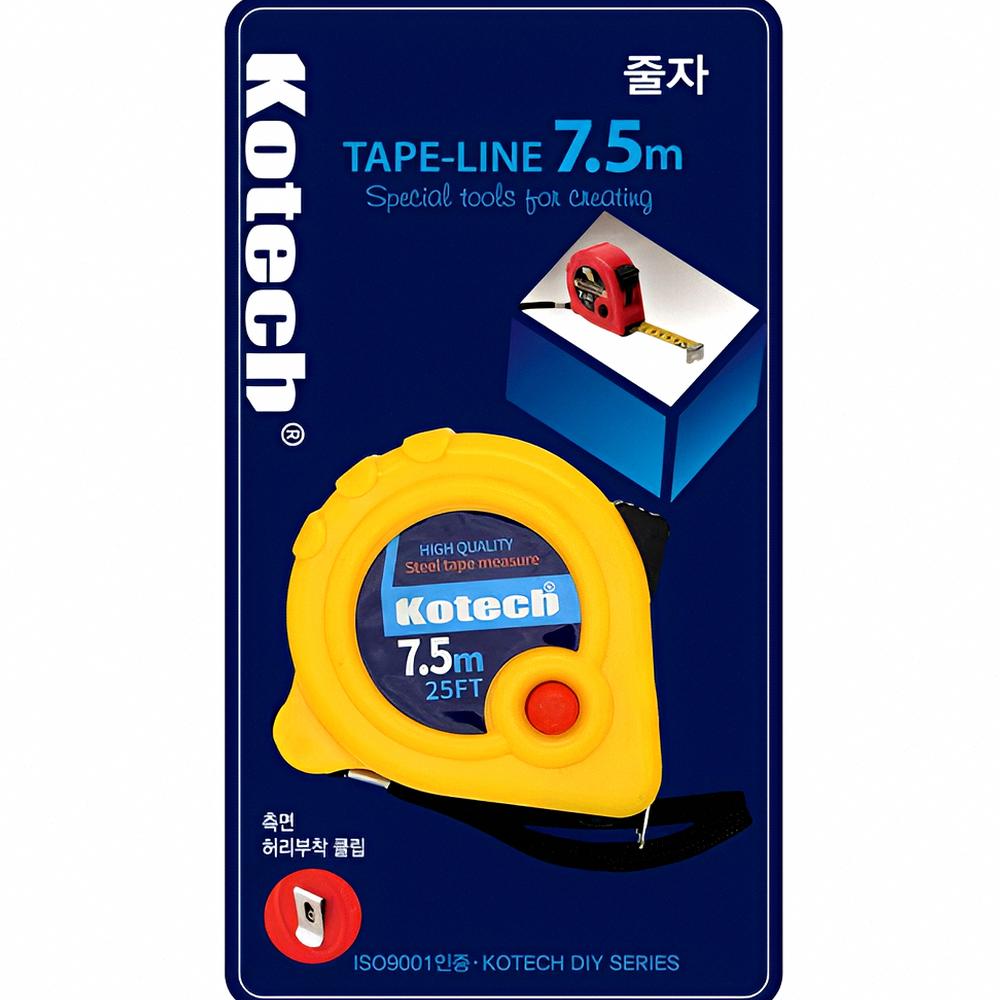 줄자
Kotech®
TAPE-LINE 7.5m
Special tools for creating
HIGH QUALITY
Steel tape measure
Kotech®
7.5m
25FT
측면
허리부착 클립
ISO9001인증·KOTECH DIY SERIES